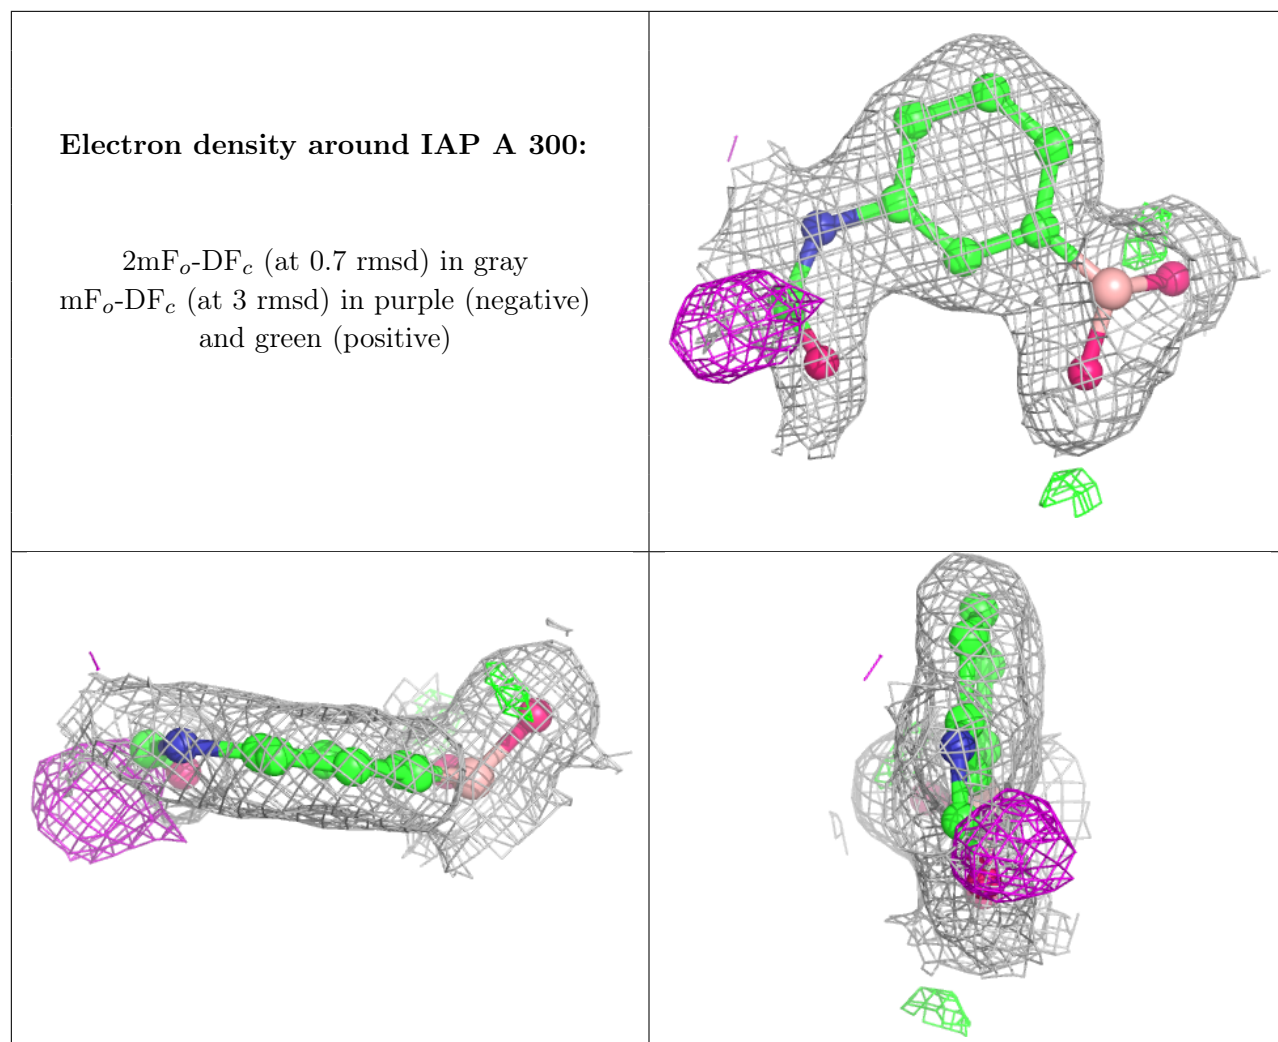 Electron density around IAP A 300:
2mFₒ-DF𝒸 (at 0.7 rmsd) in gray
mFₒ-DF𝒸 (at 3 rmsd) in purple (negative)
and green (positive)